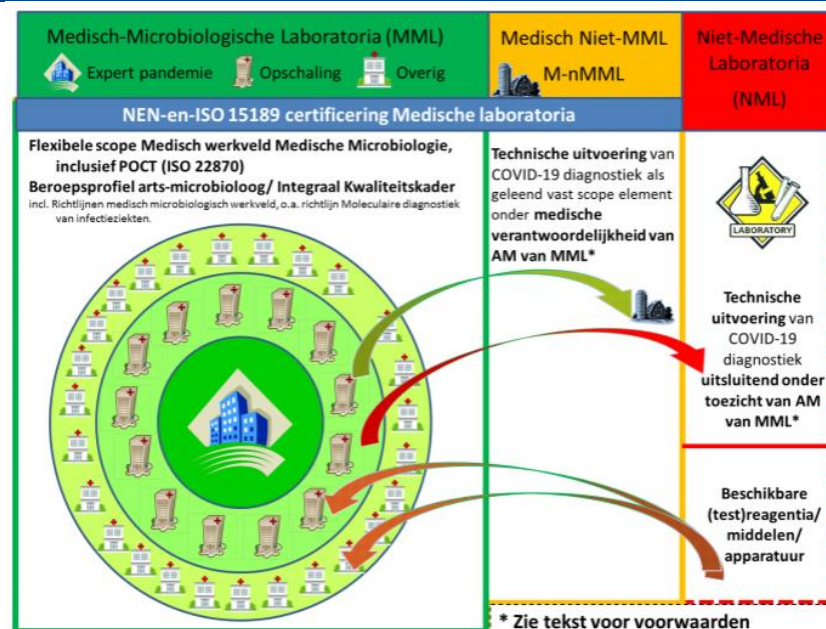 Medisch-Microbiologische Laboratoria (MML)
Expert pandemie
Opschaling
Overig
Medisch Niet-MML
M-nMML
Niet-Medische
Laboratoria
(NML)
NEN-en-ISO 15189 certificering Medische laboratoria
Flexibele scope Medisch werkveld Medische Microbiologie,
inclusief POCT (ISO 22870)
Beroepsprofiel arts-microbioloog/ Integraal Kwaliteitskader
incl. Richtlijnen medisch microbiologisch werkveld, o.a. richtlijn Moleculaire diagnostiek
van infectieziekten.
Technische uitvoering van
COVID-19 diagnostiek als
geleend vast scope element
onder medische
verantwoordelijkheid van
AM van MML*
LABORATORY
Technische
uitvoering van
COVID-19
diagnostiek
uitsluitend onder
toezicht van AM
van MML*
Beschikbare
(test)reagentia/
middelen/
apparatuur
* Zie tekst voor voorwaarden